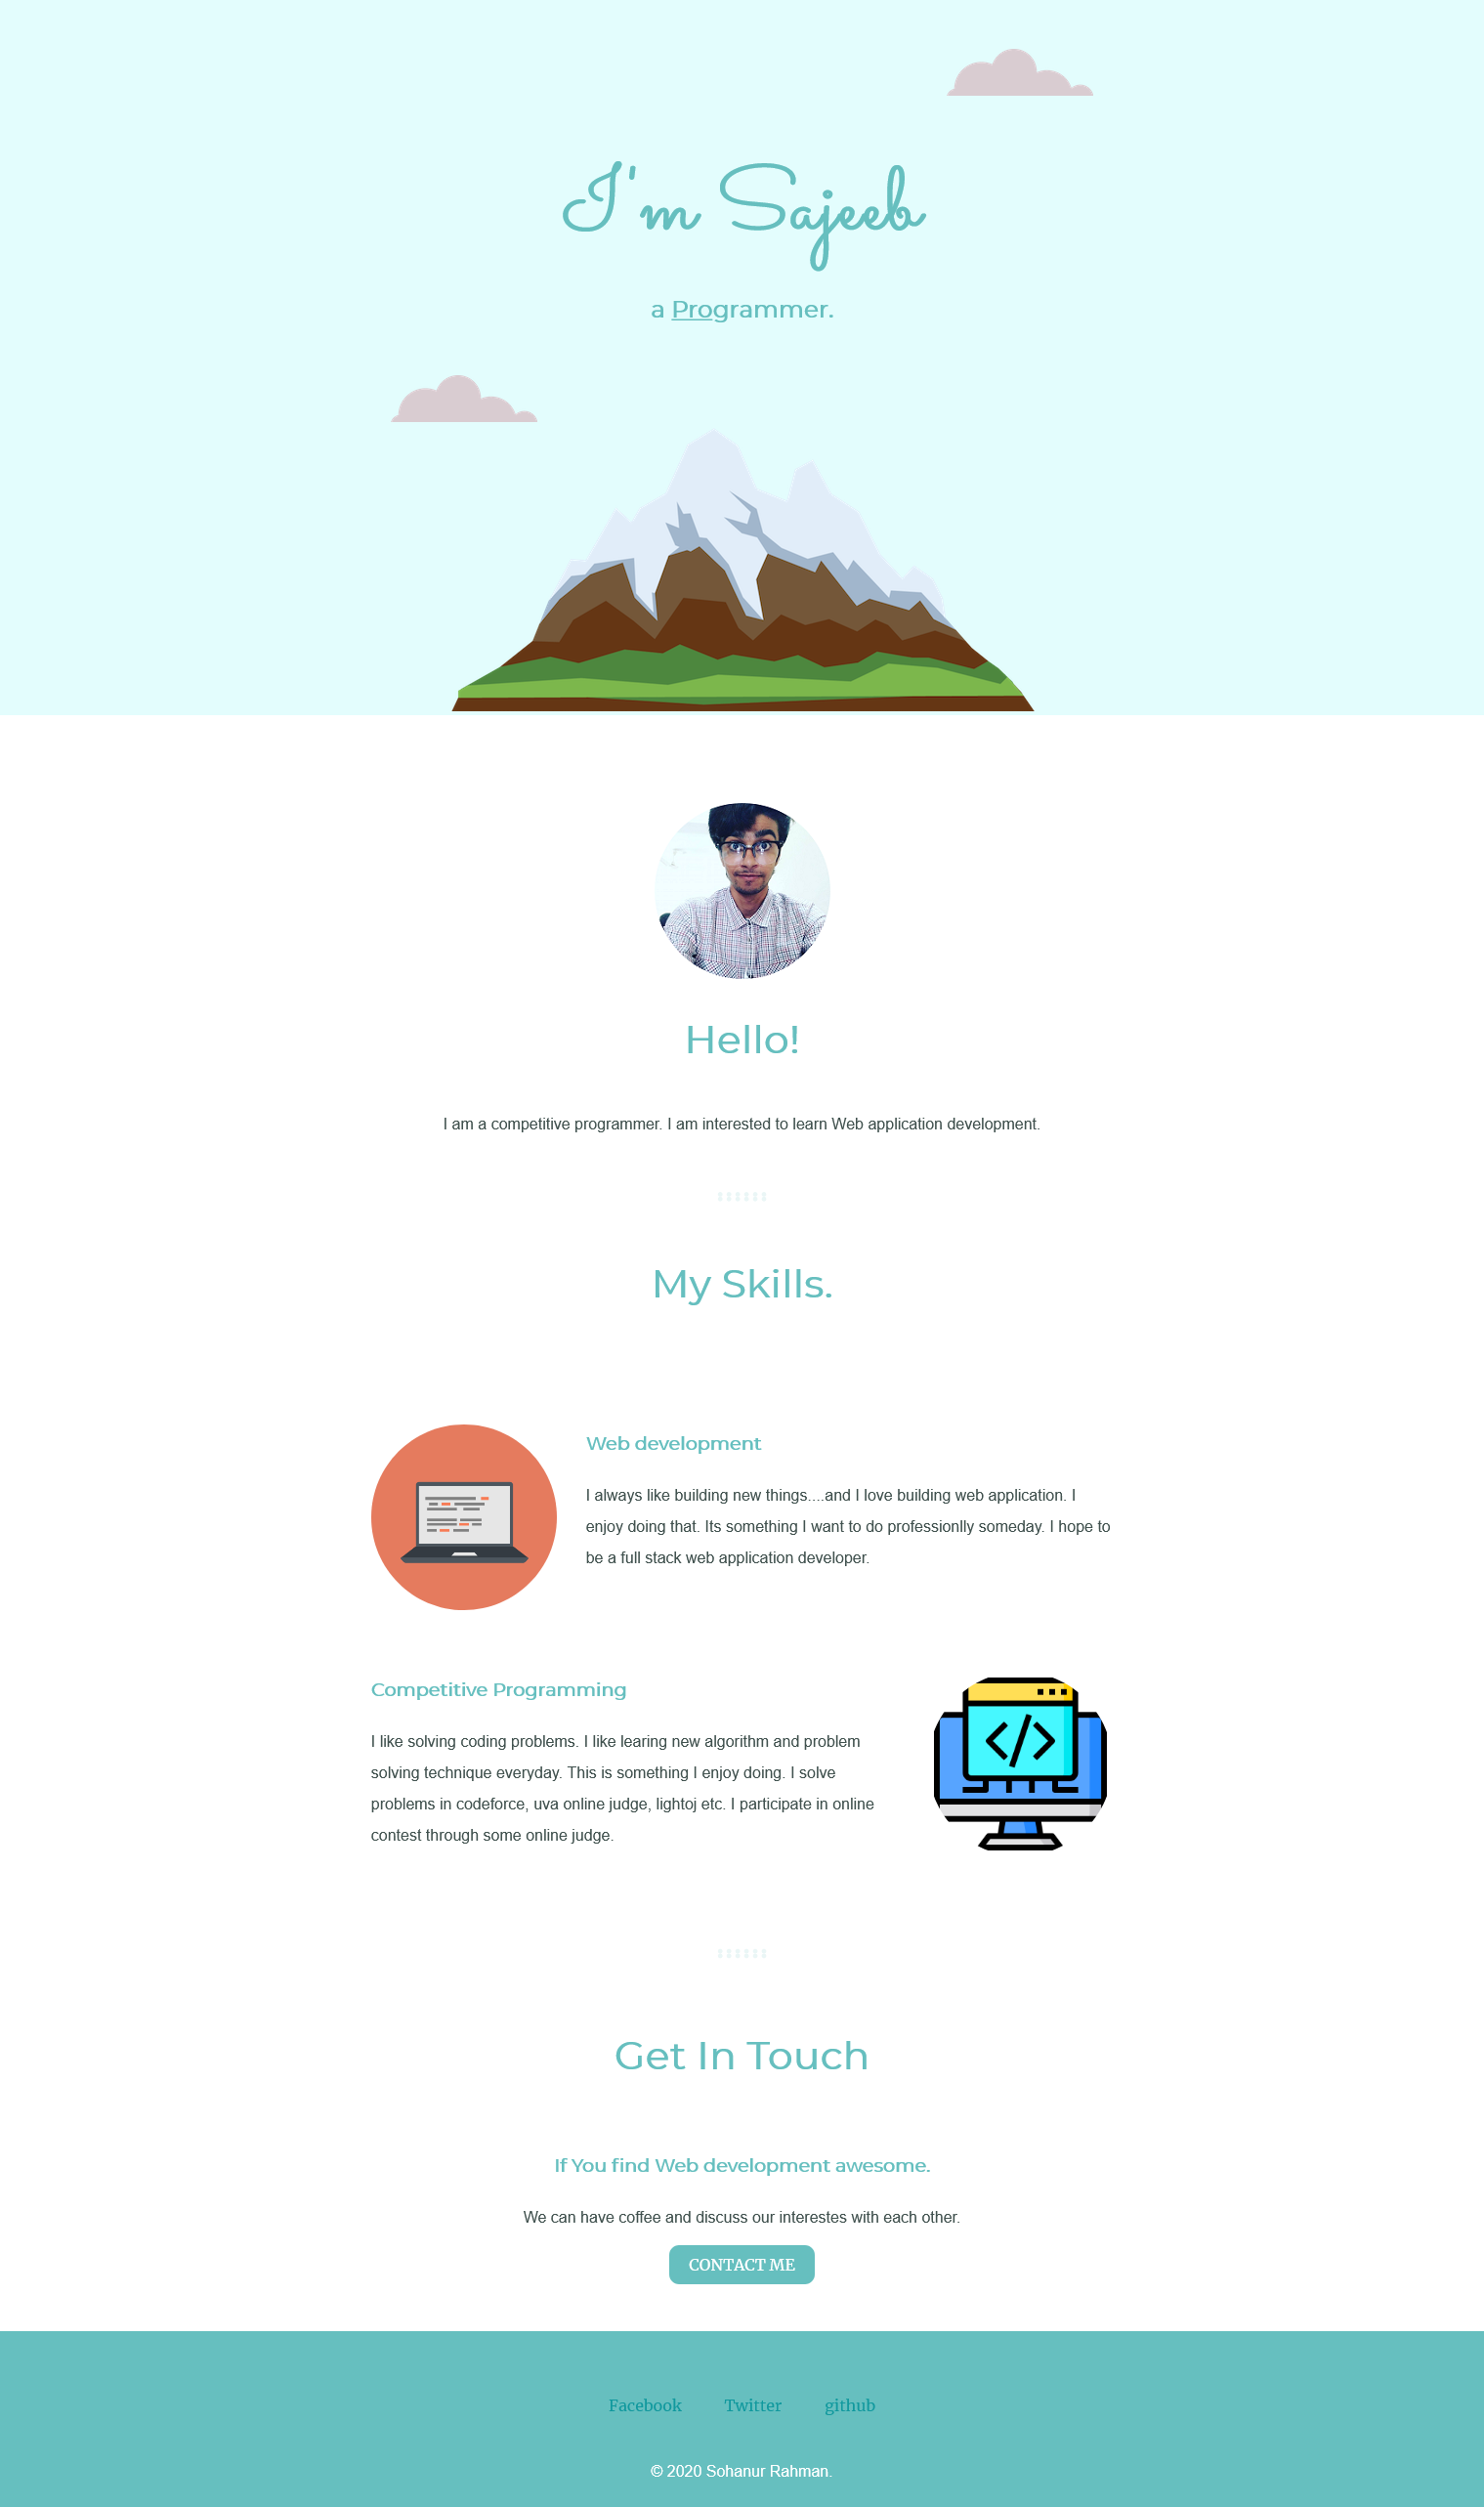 I'm Sajeeb
a Programmer.
Hello!
I am a competitive programmer. I am interested to learn Web application development.
My Skills.
Web development
I always like building new things....and I love building web application. I
enjoy doing that. Its something I want to do professionlly someday. I hope to
be a full stack web application developer.
Competitive Programming
I like solving coding problems. I like learing new algorithm and problem
solving technique everyday. This is something I enjoy doing. I solve
problems in codeforce, uva online judge, lightoj etc. I participate in online
contest through some online judge.
Get In Touch
If You find Web development awesome.
We can have coffee and discuss our interestes with each other.
CONTACT ME
Facebook Twitter github
© 2020 Sohanur Rahman.